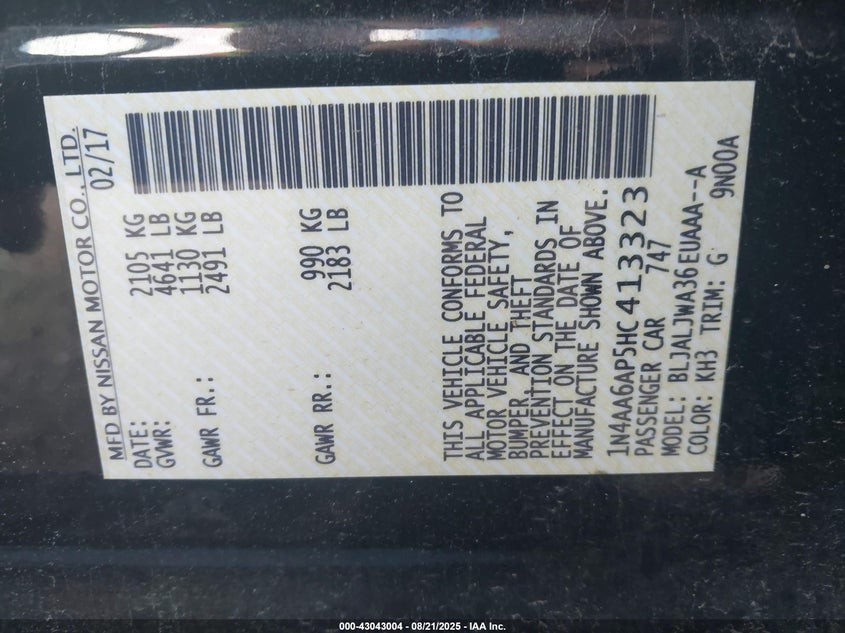 MFD BY NISSAN MOTOR CO., LTD.
DATE: 02/17
GVWR: 2105 KG
4641 LB
GAWR FR.: 1130 KG
2491 LB
GAWR RR.: 990 KG
2183 LB
THIS VEHICLE CONFORMS TO
ALL APPLICABLE FEDERAL
MOTOR VEHICLE SAFETY,
BUMPER, AND THEFT
PREVENTION STANDARDS IN
EFFECT ON THE DATE OF
MANUFACTURE SHOWN ABOVE.
1N4AA6AP5HC413323
PASSENGER CAR 747
MODEL: BLJALJWA36EUAAA--A
COLOR: KH3 TRIM: G 9N00A
000-43043004 - 08/21/2025 - IAA Inc.